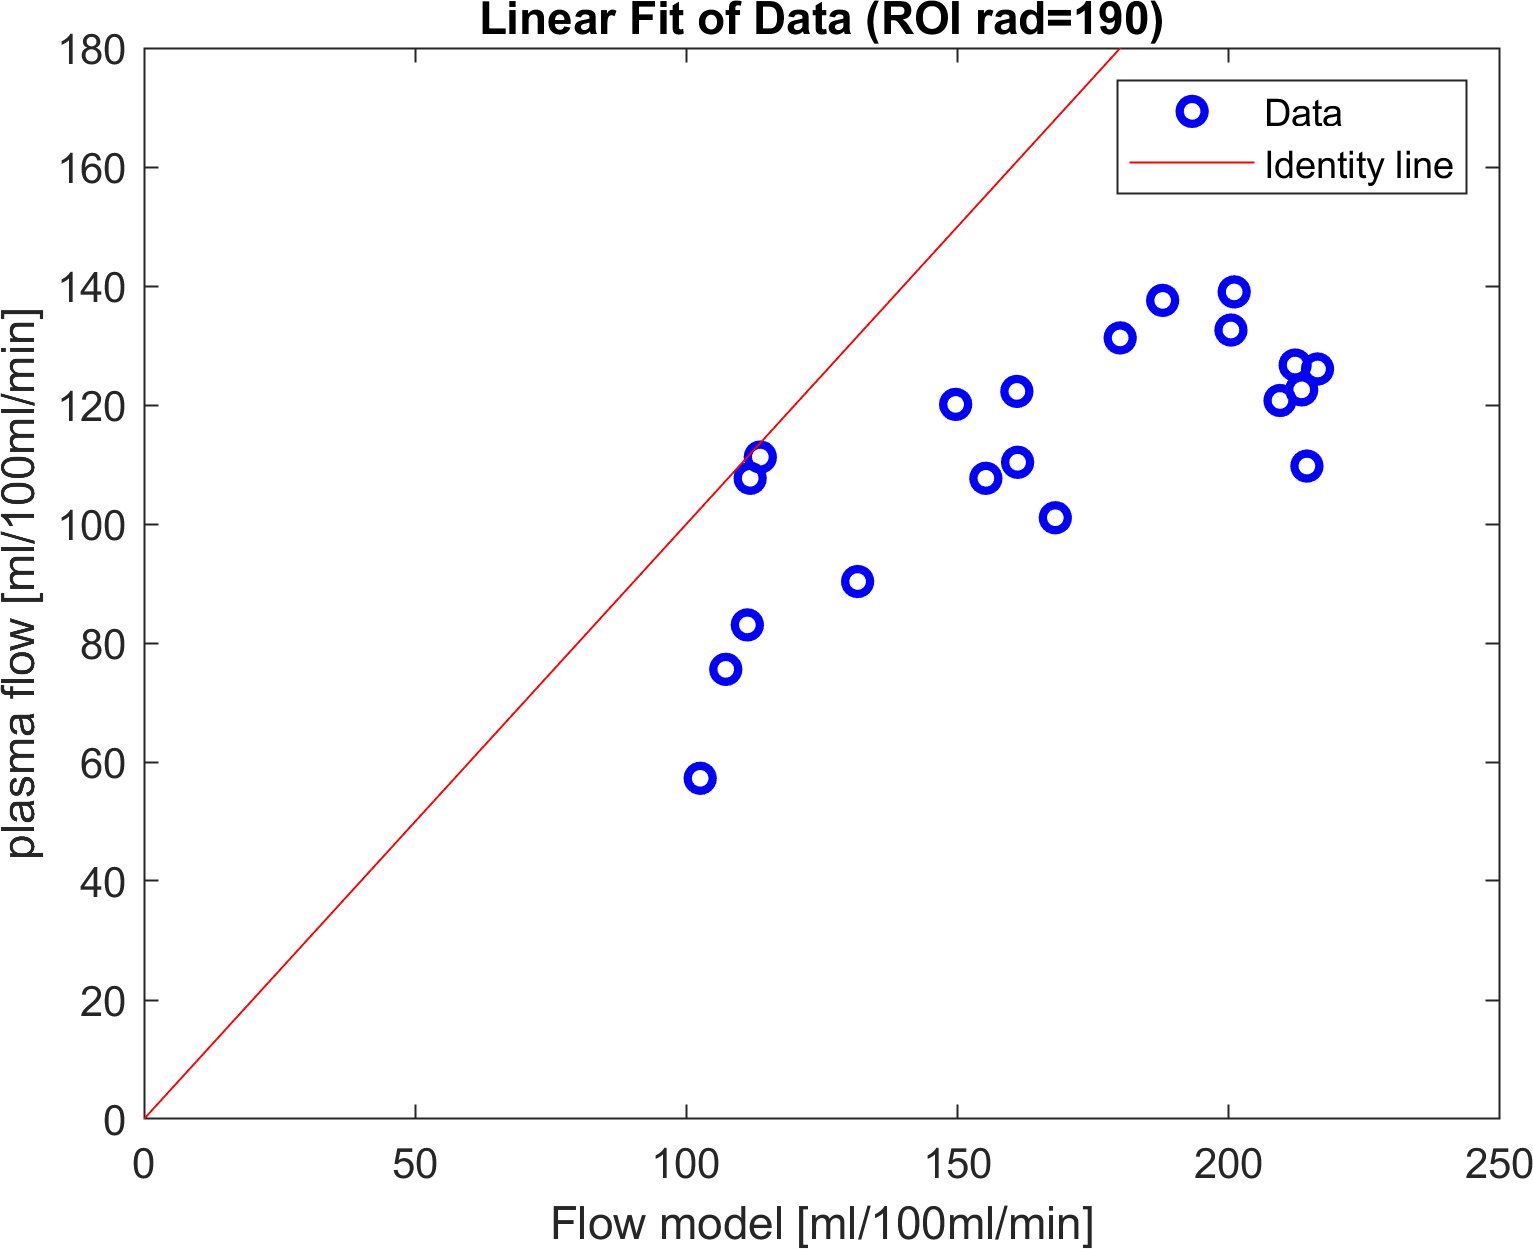 Linear Fit of Data (ROI rad=190)
180
160
140
120
100
80
60
40
20
0
plasma flow [ml/100ml/min]
Data
Identity line
0 50 100 150 200 250
Flow model [ml/100ml/min]